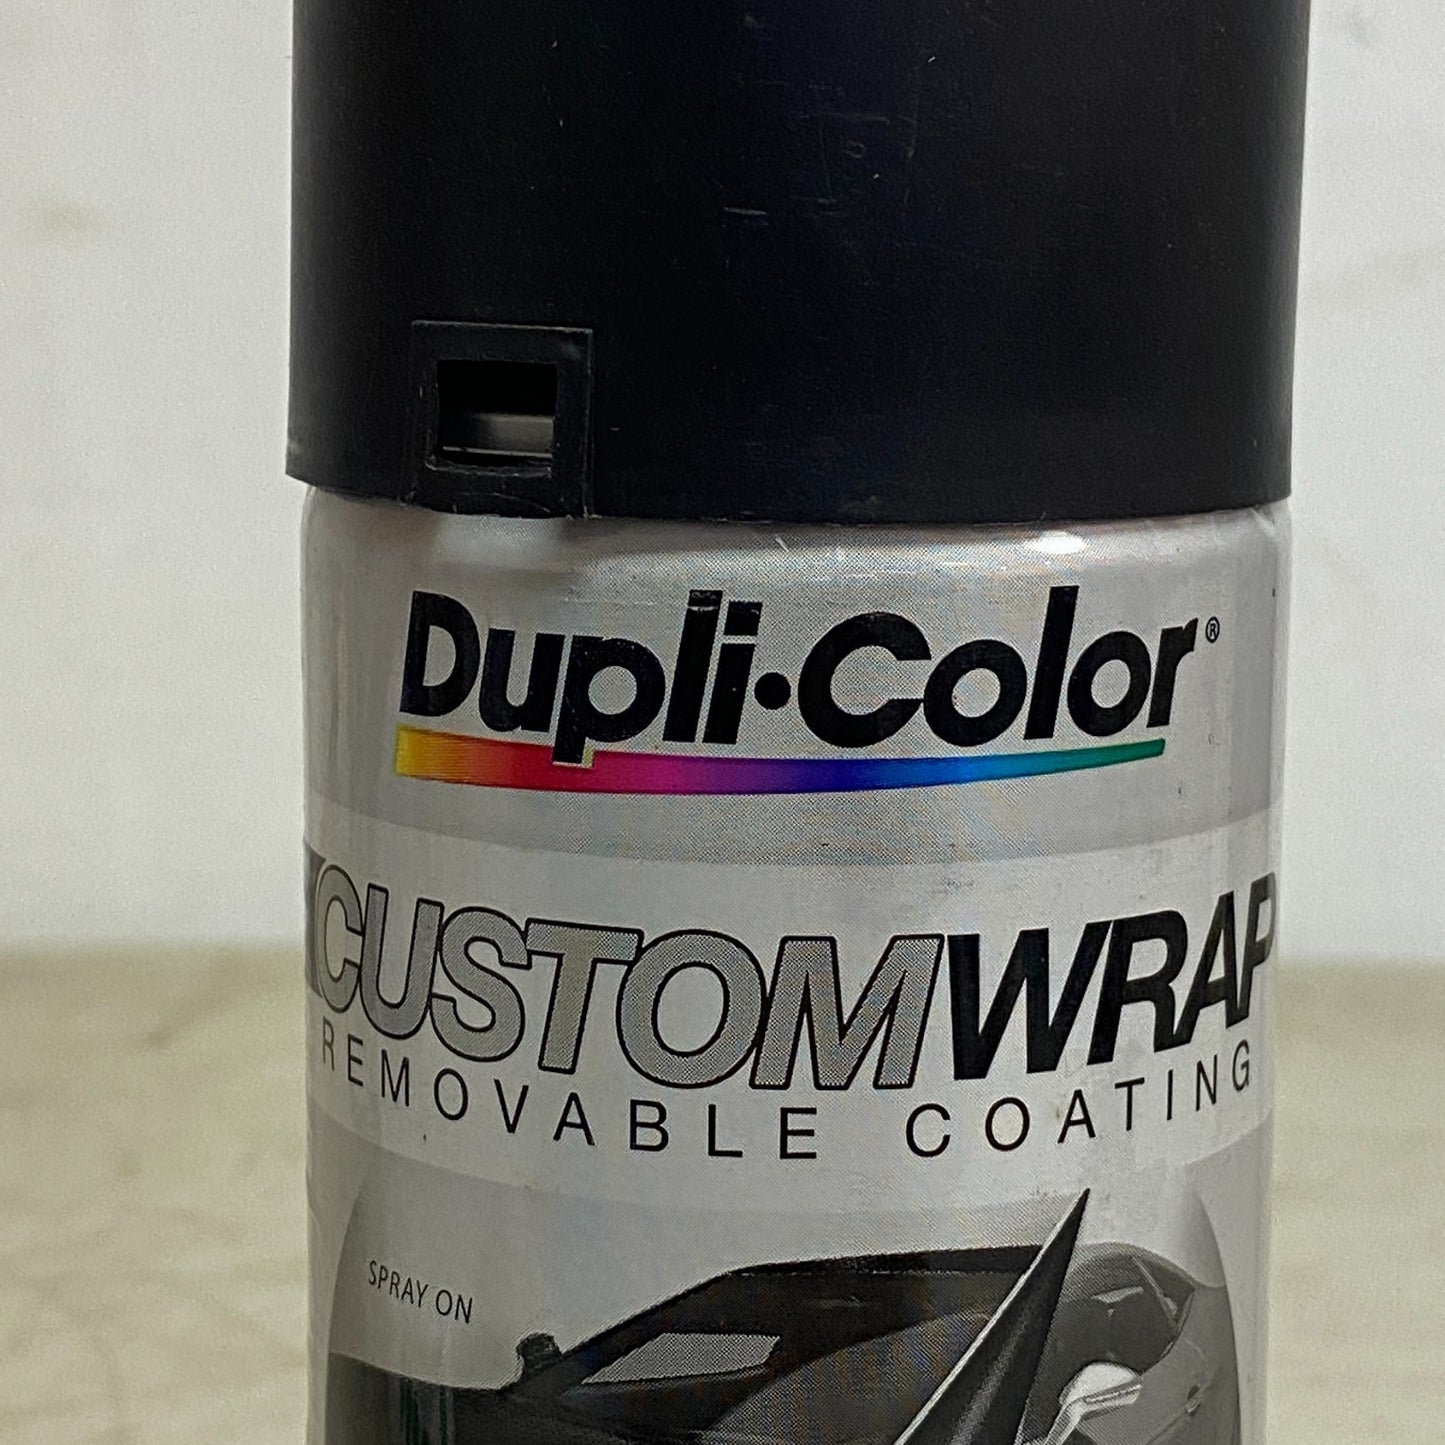 Dupli·Color®
CUSTOMWRAP
REMOVABLE COATING
SPRAY ON